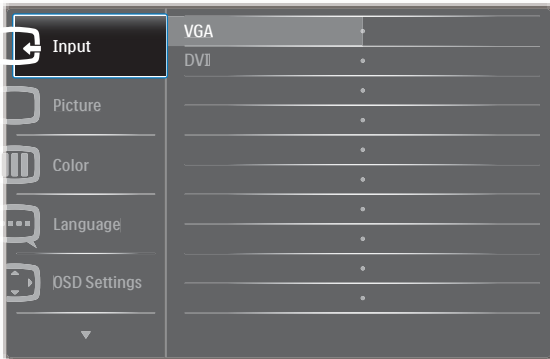 Input
VGA
DVI
Picture
Color
Language
OSD Settings